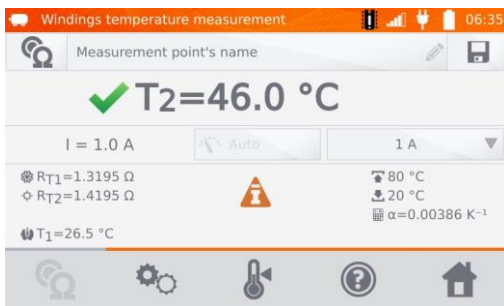 Windings temperature measurement 06:35
Measurement point's name
T2=46.0 °C
I = 1.0 A Auto 1 A
RT1=1.3195 Ω
RT2=1.4195 Ω
T1=26.5 °C
80 °C
20 °C
α=0.00386 K⁻¹